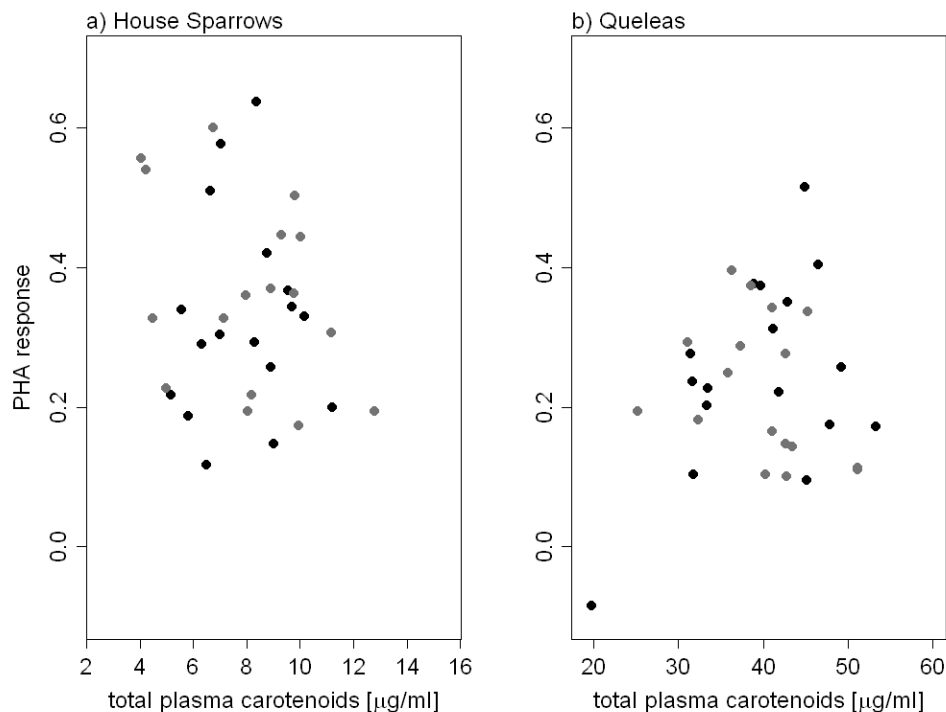 a) House Sparrows
b) Queleas
PHA response
0.6
0.4
0.2
0.0
2 4 6 8 10 12 14 16
20 30 40 50 60
0.6
0.4
0.2
0.0
total plasma carotenoids [μg/ml]
total plasma carotenoids [μg/ml]